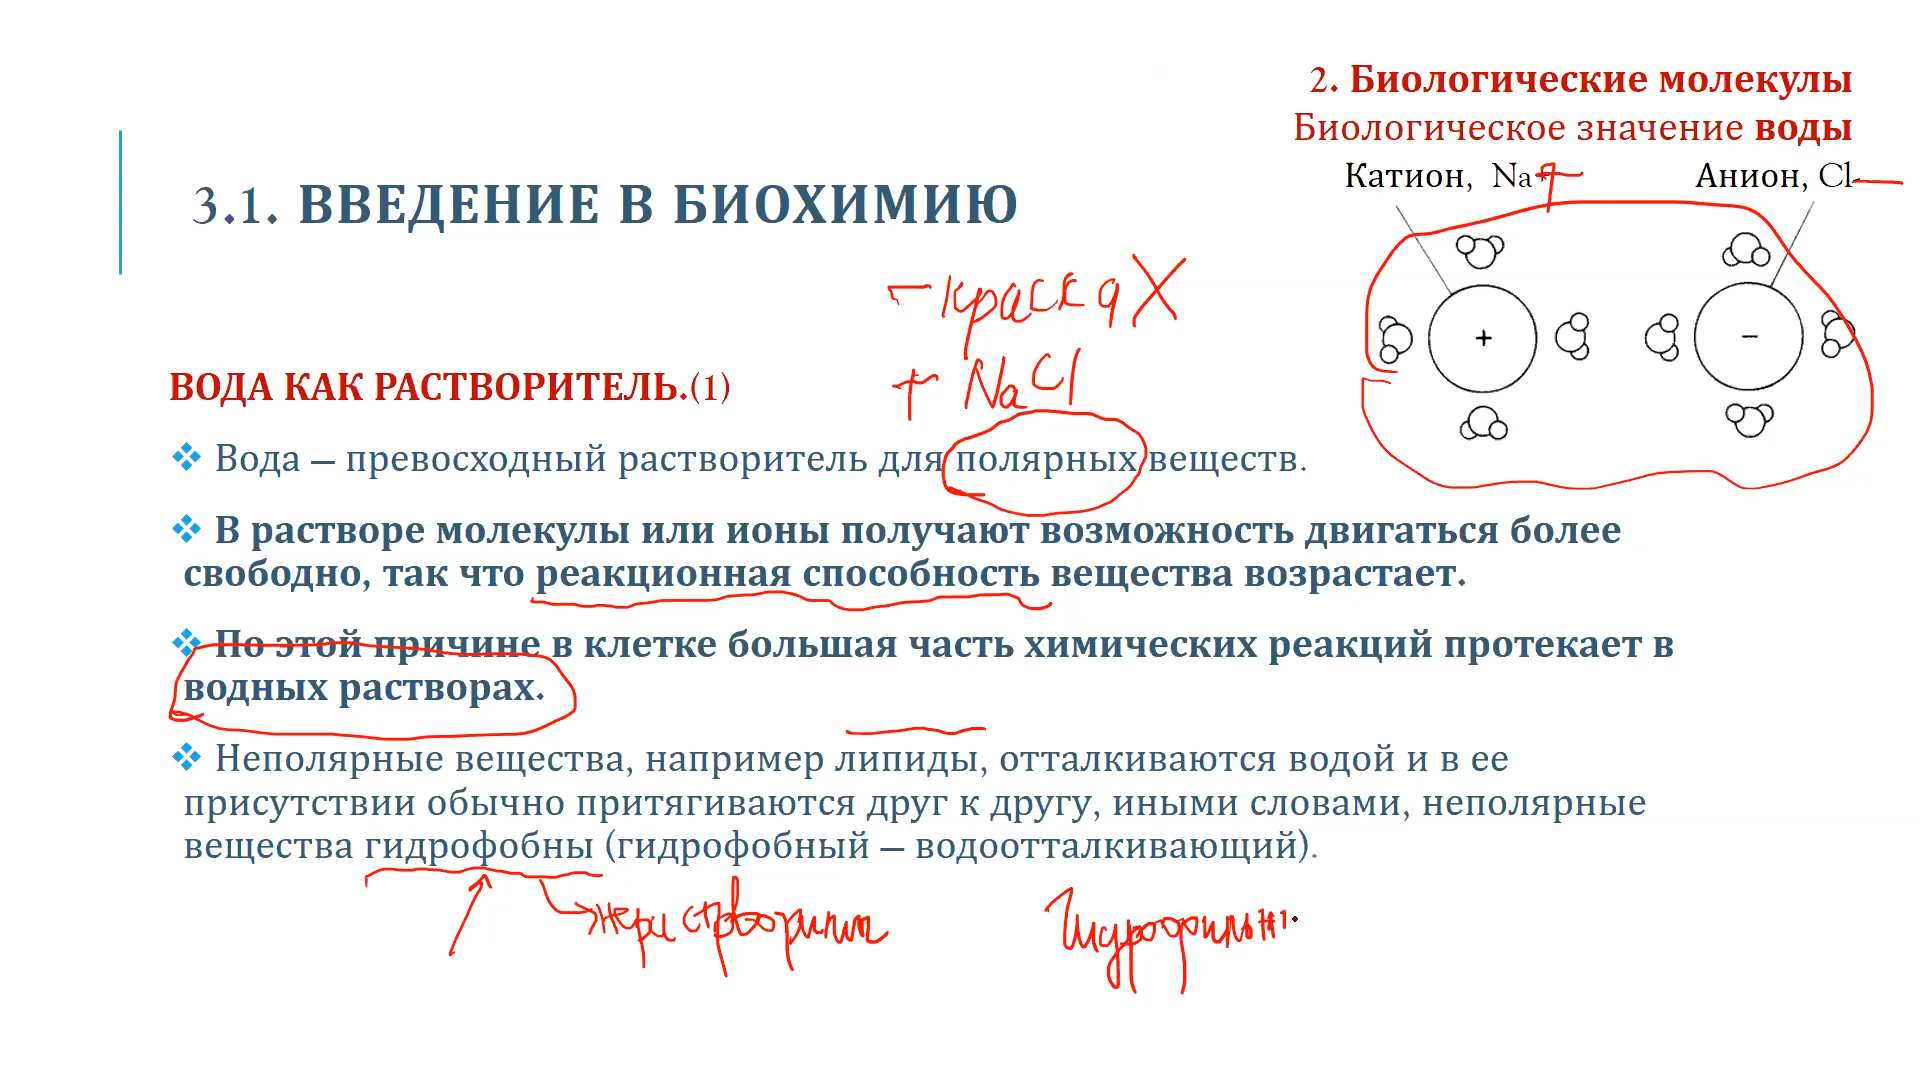 2. Биологические молекулы
Биологическое значение воды
Катион, Na+
Анион, Cl-
3.1. ВВЕДЕНИЕ В БИОХИМИЮ
+
−
− краска X
+ NaCl
ВОДА КАК РАСТВОРИТЕЛЬ.(1)
❖ Вода – превосходный растворитель для полярных веществ.
❖ В растворе молекулы или ионы получают возможность двигаться более
свободно, так что реакционная способность вещества возрастает.
❖ По этой причине в клетке большая часть химических реакций протекает в
водных растворах.
❖ Неполярные вещества, например липиды, отталкиваются водой и в ее
присутствии обычно притягиваются друг к другу, иными словами, неполярные
вещества гидрофобны (гидрофобный – водоотталкивающий).
Гидрофильн